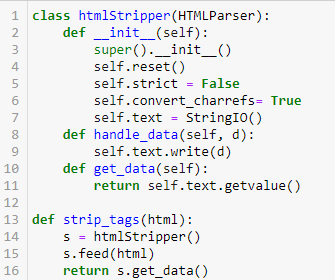 1 class htmlStripper(HTMLParser):
2     def __init__(self):
3         super().__init__()
4         self.reset()
5         self.strict = False
6         self.convert_charrefs= True
7         self.text = StringIO()
8     def handle_data(self, d):
9         self.text.write(d)
10     def get_data(self):
11         return self.text.getvalue()
12
13 def strip_tags(html):
14     s = htmlStripper()
15     s.feed(html)
16     return s.get_data()